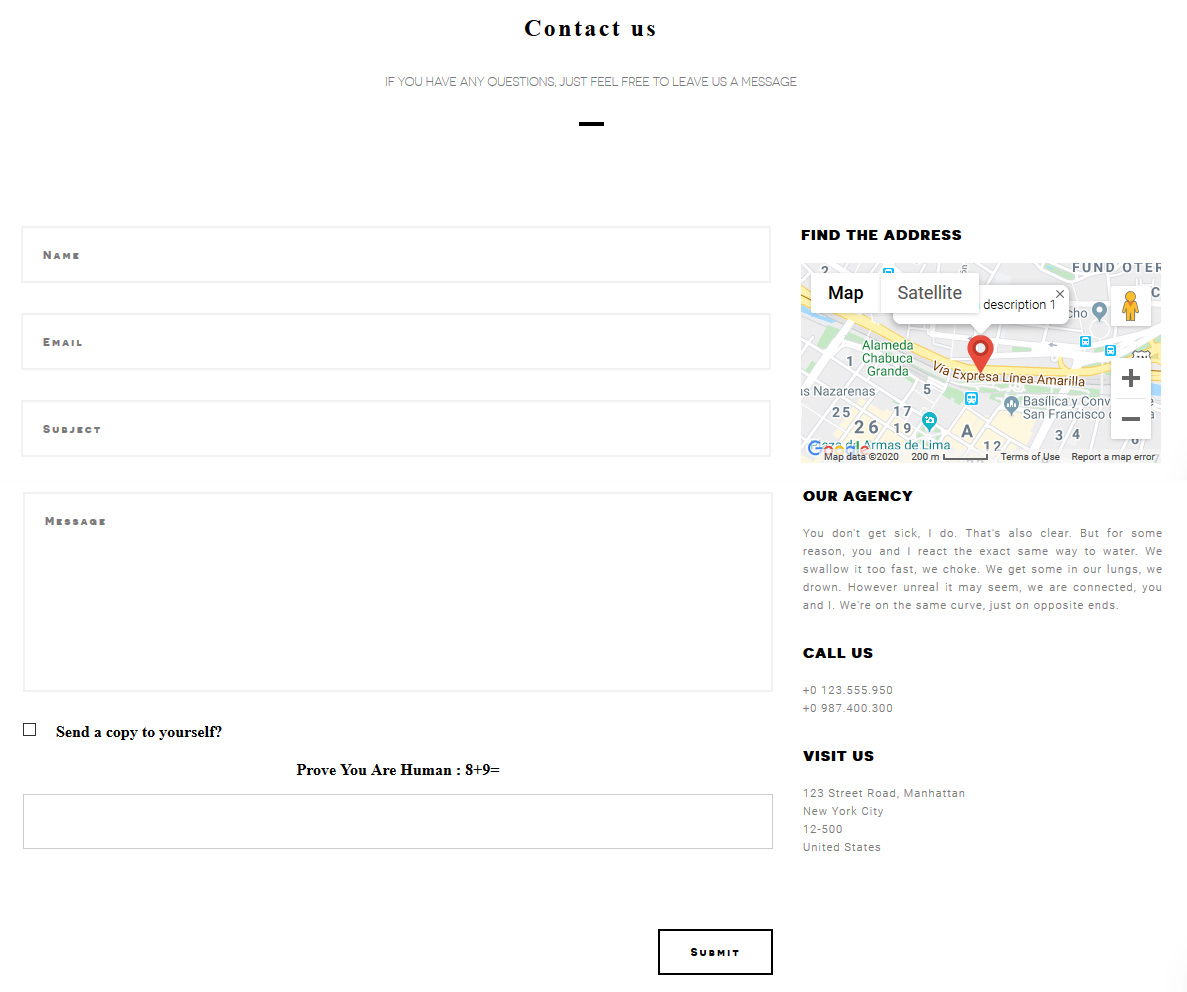 Contact us
IF YOU HAVE ANY QUESTIONS, JUST FEEL FREE TO LEAVE US A MESSAGE
Name
Email
Subject
Message
Send a copy to yourself?
Prove You Are Human : 8+9=
Submit
FIND THE ADDRESS
FUND OTER
2
Map
Satellite
description 1
cho
C
Alameda
Chabuca
Granda
1
Vía Expresa Línea Amarilla
as Nazarenas
5
Basílica y Conv
San Francisco
25
17
26
19
A
12
3
4
6
Plaza de Armas de Lima
Google
Map data ©2020
200 m
Terms of Use
Report a map error
OUR AGENCY
You don't get sick, I do. That's also clear. But for some
reason, you and I react the exact same way to water. We
swallow it too fast, we choke. We get some in our lungs, we
drown. However unreal it may seem, we are connected, you
and I. We're on the same curve, just on opposite ends.
CALL US
+0 123.555.950
+0 987.400.300
VISIT US
123 Street Road, Manhattan
New York City
12-500
United States